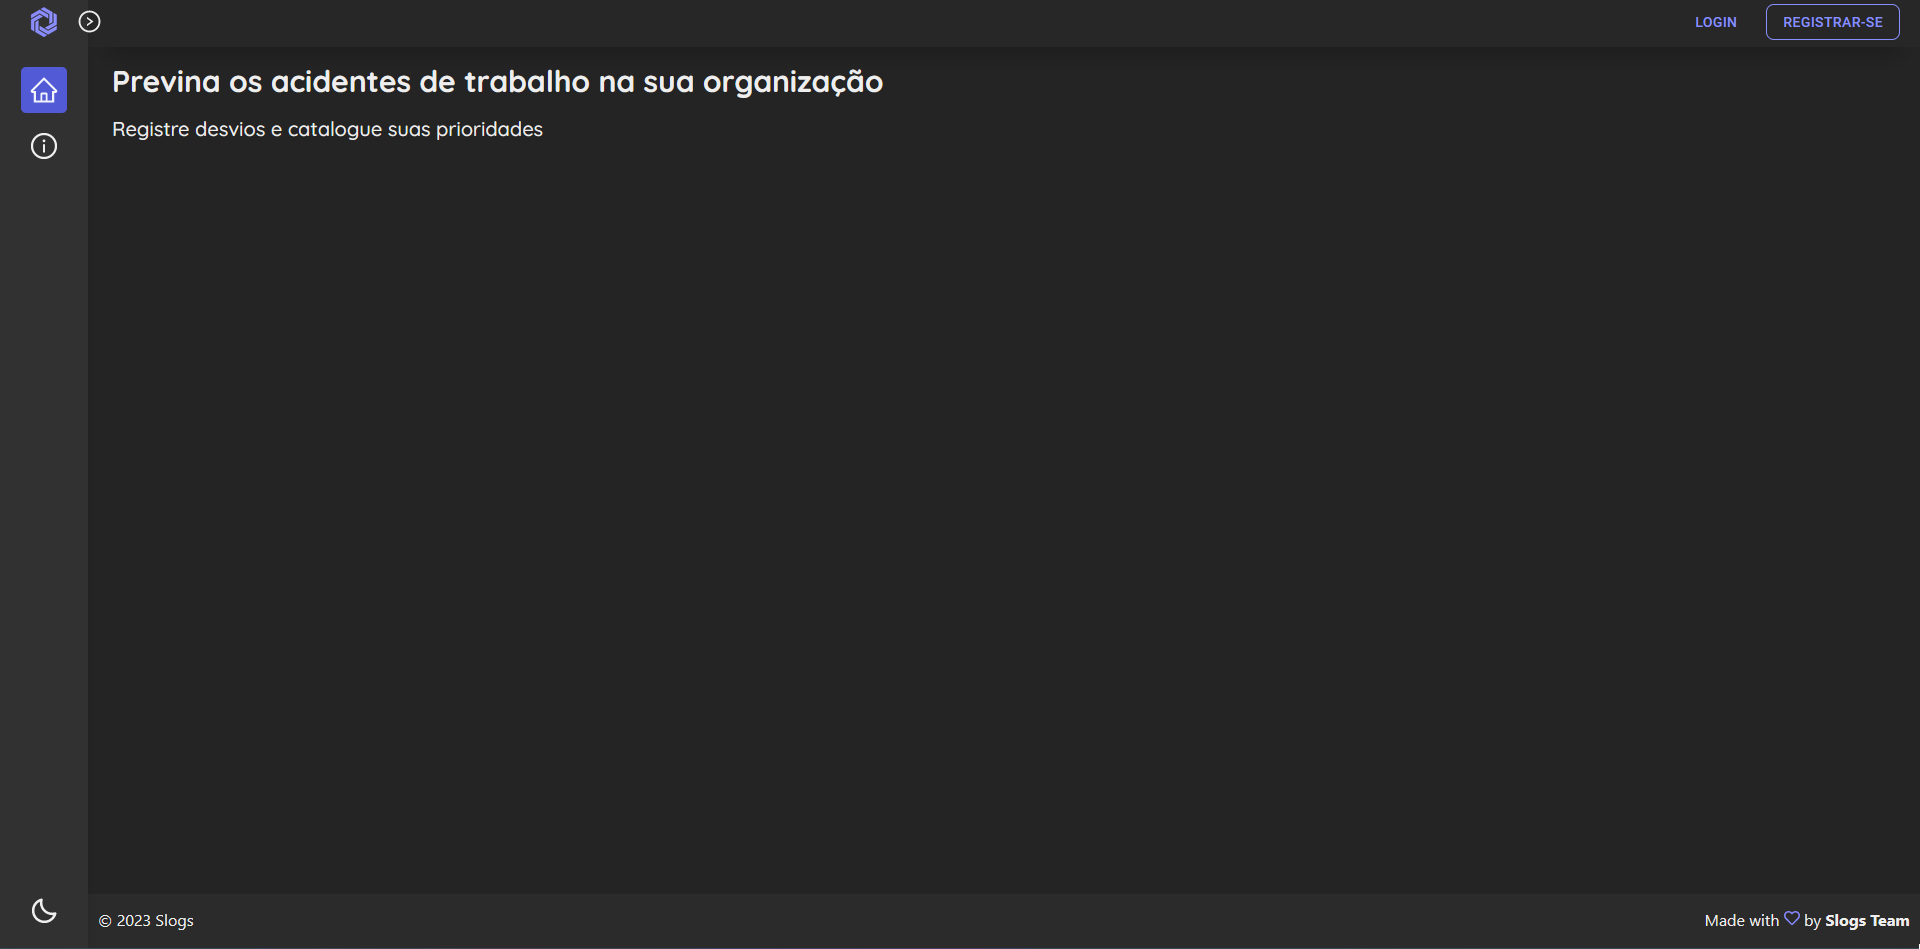 LOGIN
REGISTRAR-SE
Previna os acidentes de trabalho na sua organização
Registre desvios e catalogue suas prioridades
© 2023 Slogs
Made with by Slogs Team